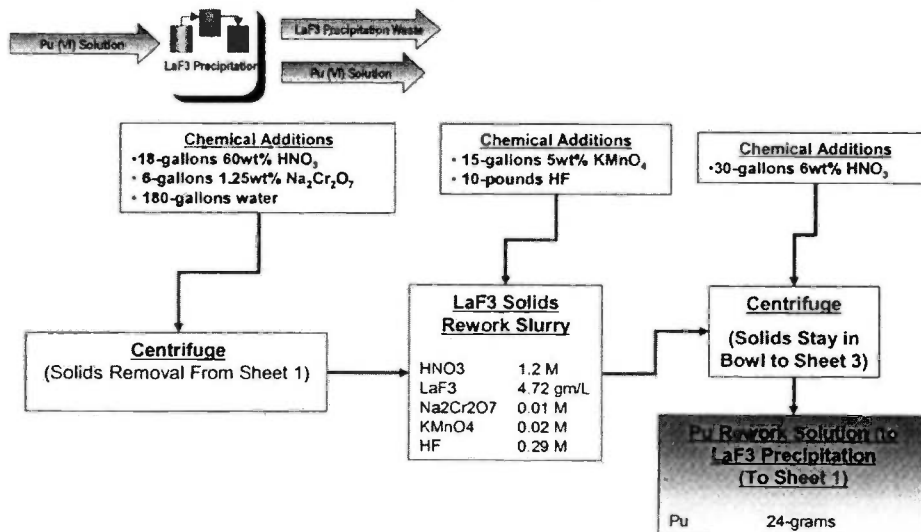 Pu (VI) Solution
LaF3 Precipitation
LaF3 Precipitation Waste
Pu (VI) Solution
Chemical Additions
•18-gallons 60wt% HNO₃
• 6-gallons 1.25wt% Na₂Cr₂O₇
• 180-gallons water
Chemical Additions
• 15-gallons 5wt% KMnO₄
• 10-pounds HF
Chemical Additions
•30-gallons 6wt% HNO₃
Centrifuge
(Solids Removal From Sheet 1)
LaF3 Solids
Rework Slurry
HNO3 1.2 M
LaF3 4.72 gm/L
Na2Cr2O7 0.01 M
KMnO4 0.02 M
HF 0.29 M
Centrifuge
(Solids Stay in
Bowl to Sheet 3)
Pu Rework Solution (to
LaF3 Precipitation
(To Sheet 1)
Pu 24-grams